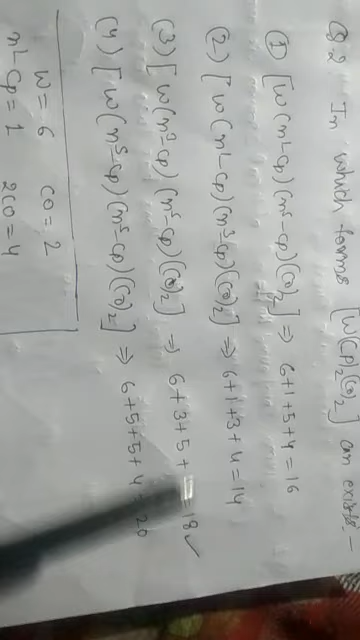 Q.2 In which forms [W(Cp)2(CO)2] can exists -
① [W(η1-Cp)(η5-Cp)(CO)2] ⇒ 6+1+5+4=16
(2) [W(η1-Cp)(η3-Cp)(CO)2] ⇒ 6+1+3+4=14
(3) [W(η3-Cp)(η5-Cp)(CO)2] ⇒ 6+3+5+ =18✓
(4) [W(η5-Cp)(η5-Cp)(CO)2] ⇒ 6+5+5+4 20
W=6 CO=2
η1-Cp=1 2CO=4